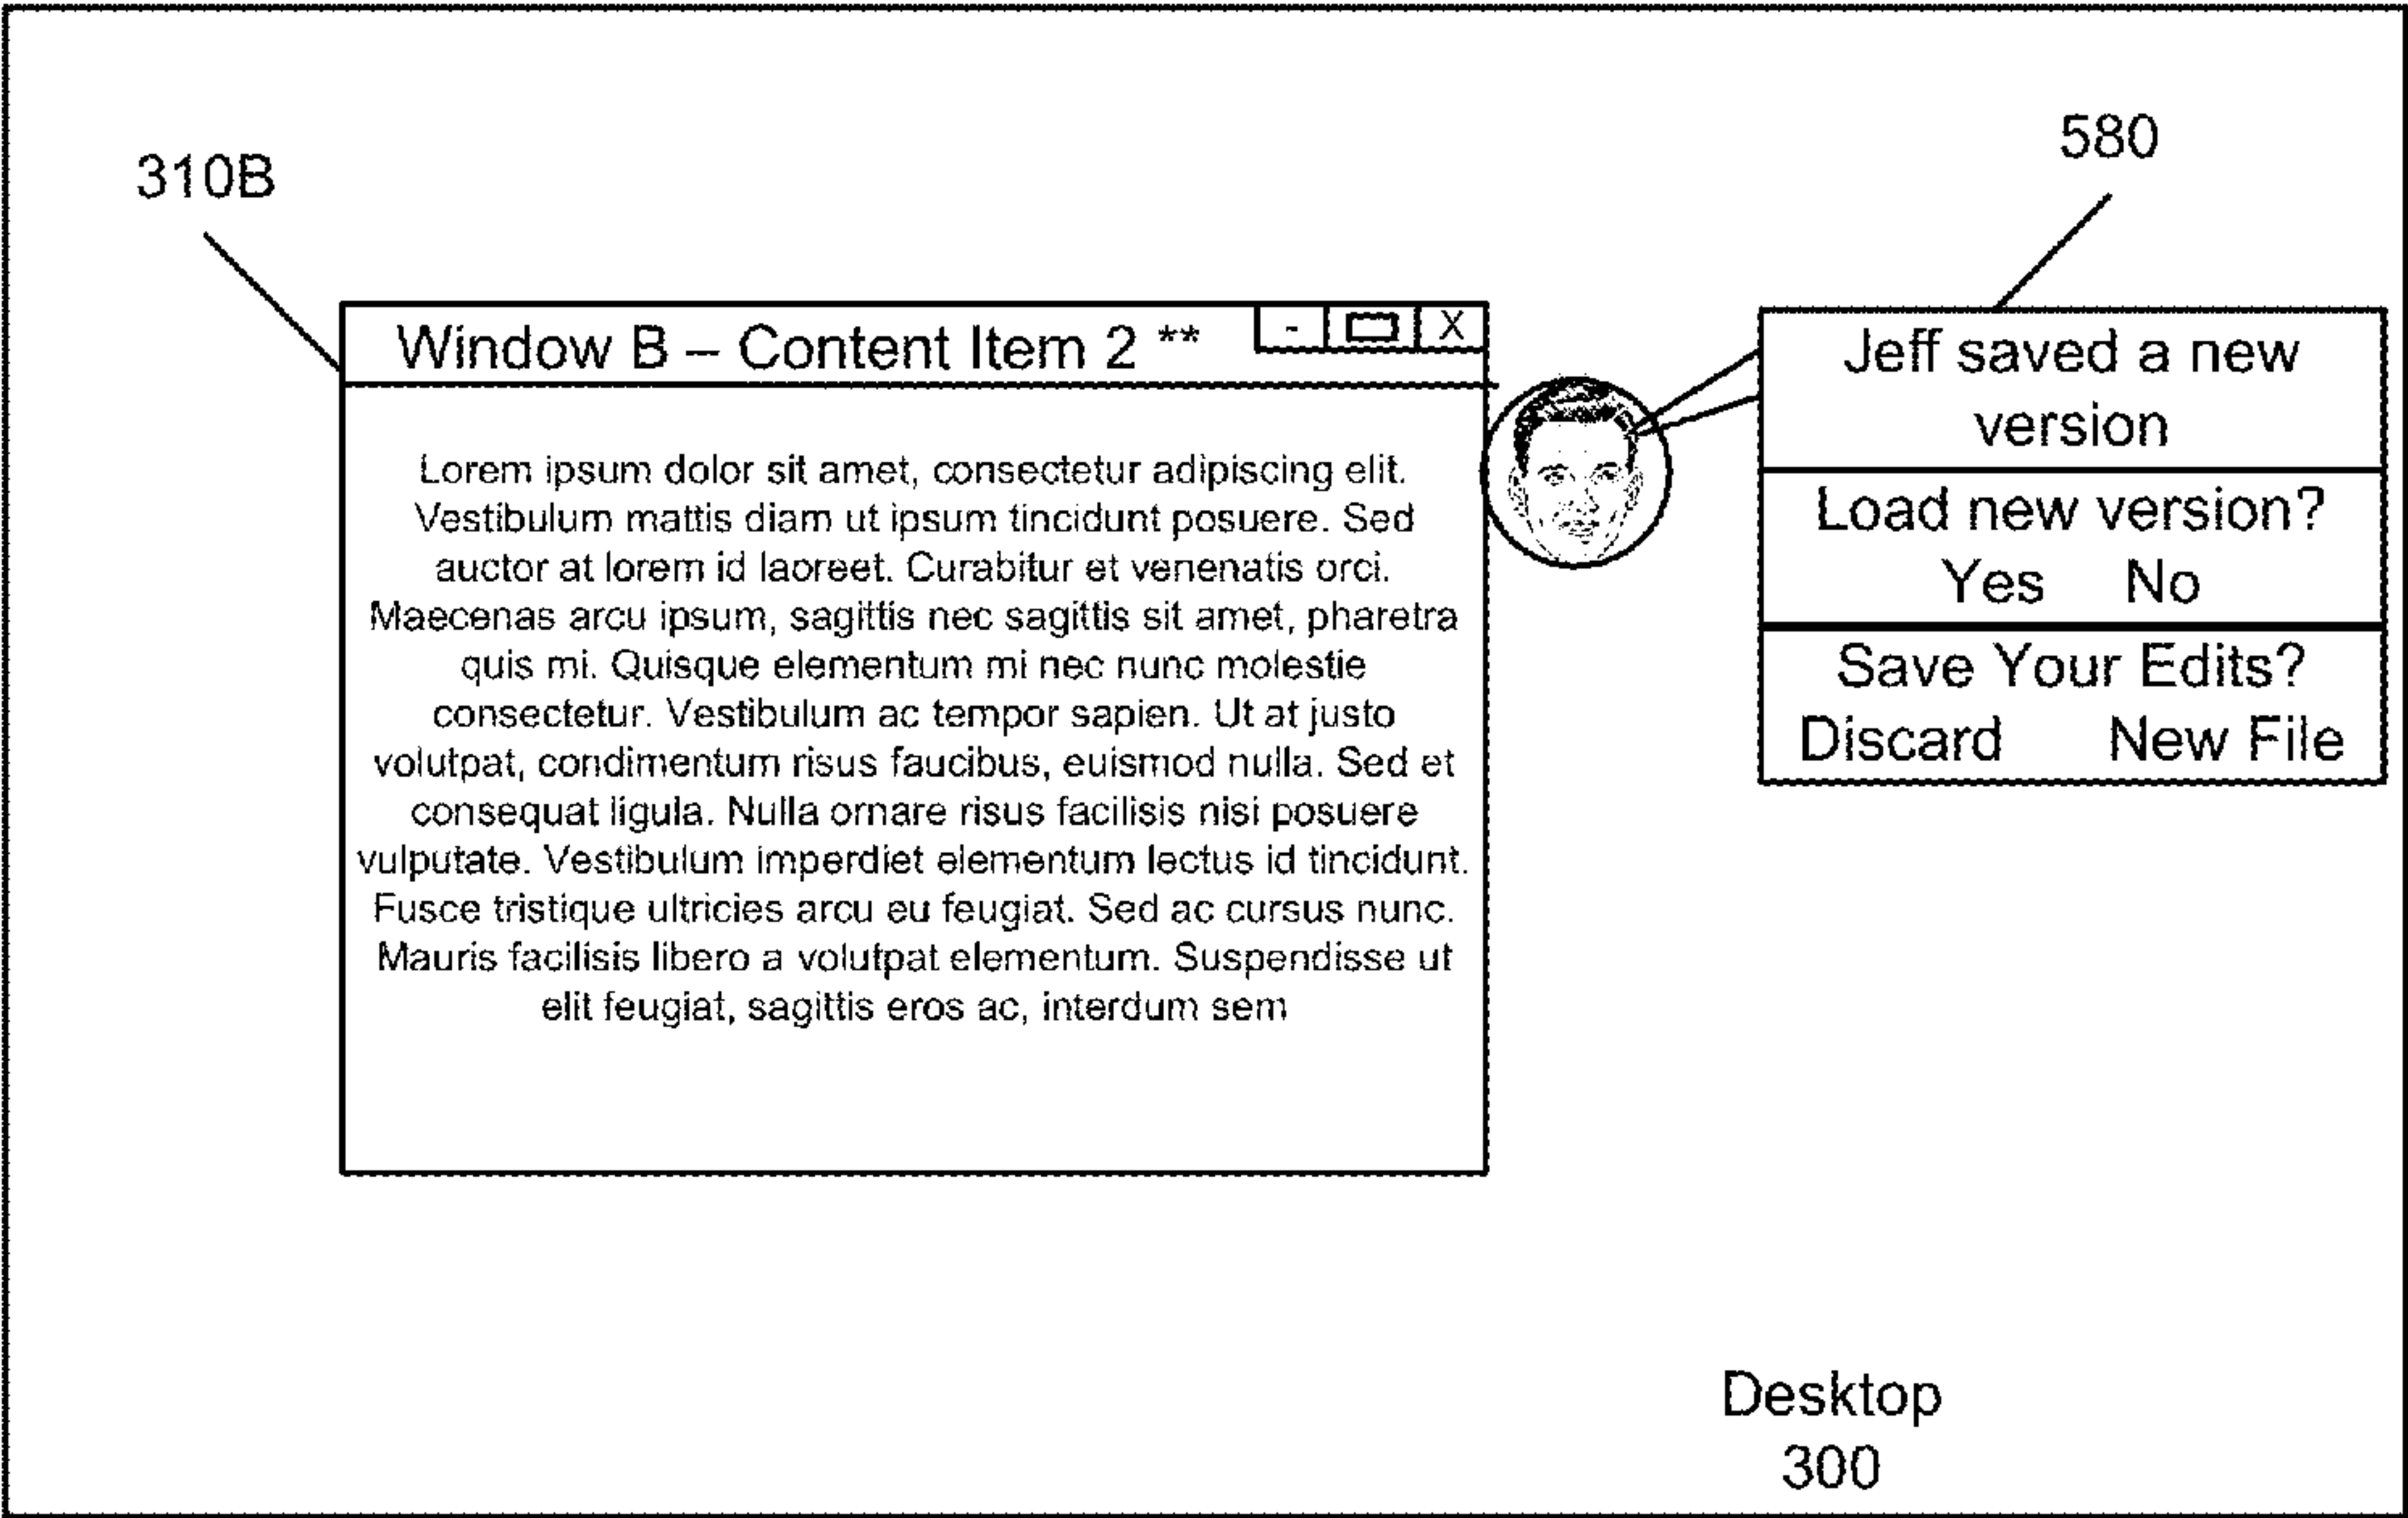 310B
580
Window B – Content Item 2 **
-
X
Lorem ipsum dolor sit amet, consectetur adipiscing elit.
Vestibulum mattis diam ut ipsum tincidunt posuere. Sed
auctor at lorem id laoreet. Curabitur et venenatis orci.
Maecenas arcu ipsum, sagittis nec sagittis sit amet, pharetra
quis mi. Quisque elementum mi nec nunc molestie
consectetur. Vestibulum ac tempor sapien. Ut at justo
volutpat, condimentum risus faucibus, euismod nulla. Sed et
consequat ligula. Nulla ornare risus facilisis nisi posuere
vulputate. Vestibulum imperdiet elementum lectus id tincidunt.
Fusce tristique ultricies arcu eu feugiat. Sed ac cursus nunc.
Mauris facilisis libero a volutpat elementum. Suspendisse ut
elit feugiat, sagittis eros ac, interdum sem
Jeff saved a new
version
Load new version?
Yes No
Save Your Edits?
Discard New File
Desktop
300